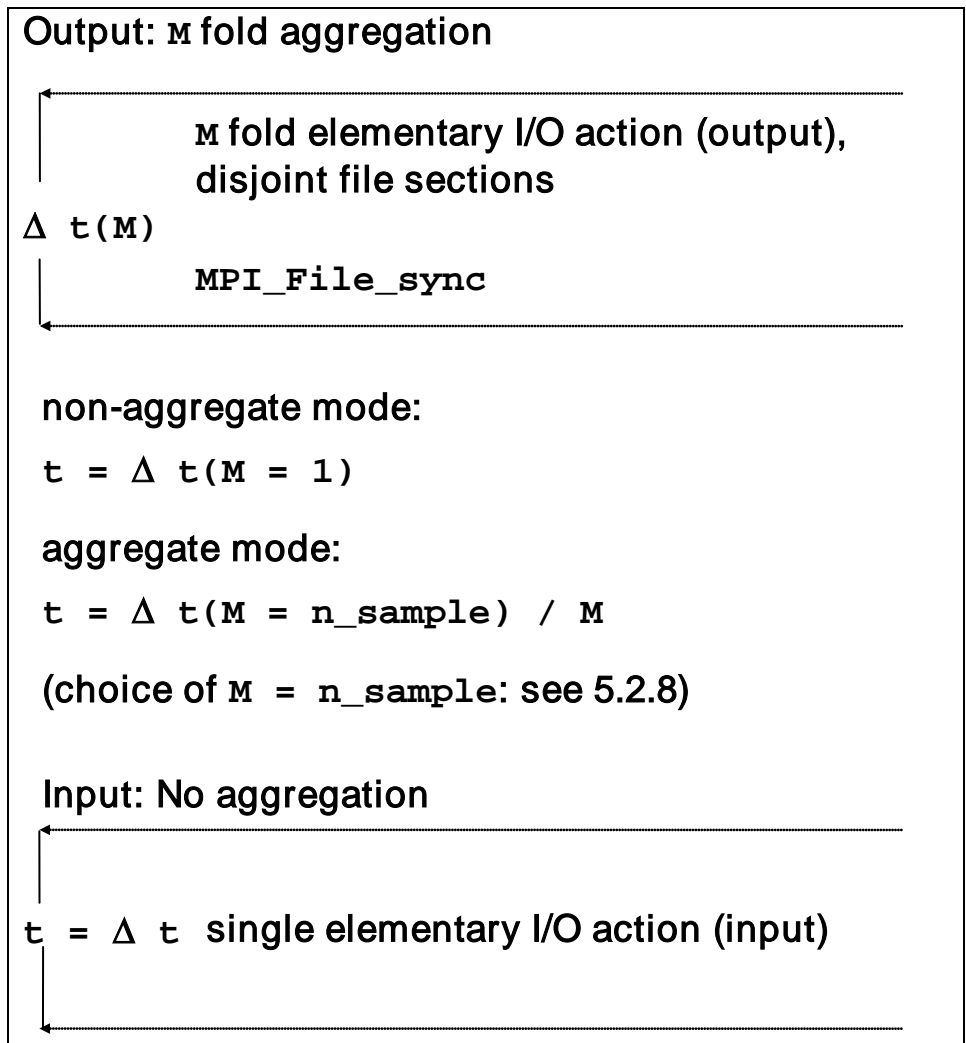 Output: M fold aggregation
M fold elementary I/O action (output),
disjoint file sections
Δ t(M)
MPI_File_sync
non-aggregate mode:
t = Δ t(M = 1)
aggregate mode:
t = Δ t(M = n_sample) / M
(choice of M = n_sample: see 5.2.8)
Input: No aggregation
t = Δ t single elementary I/O action (input)